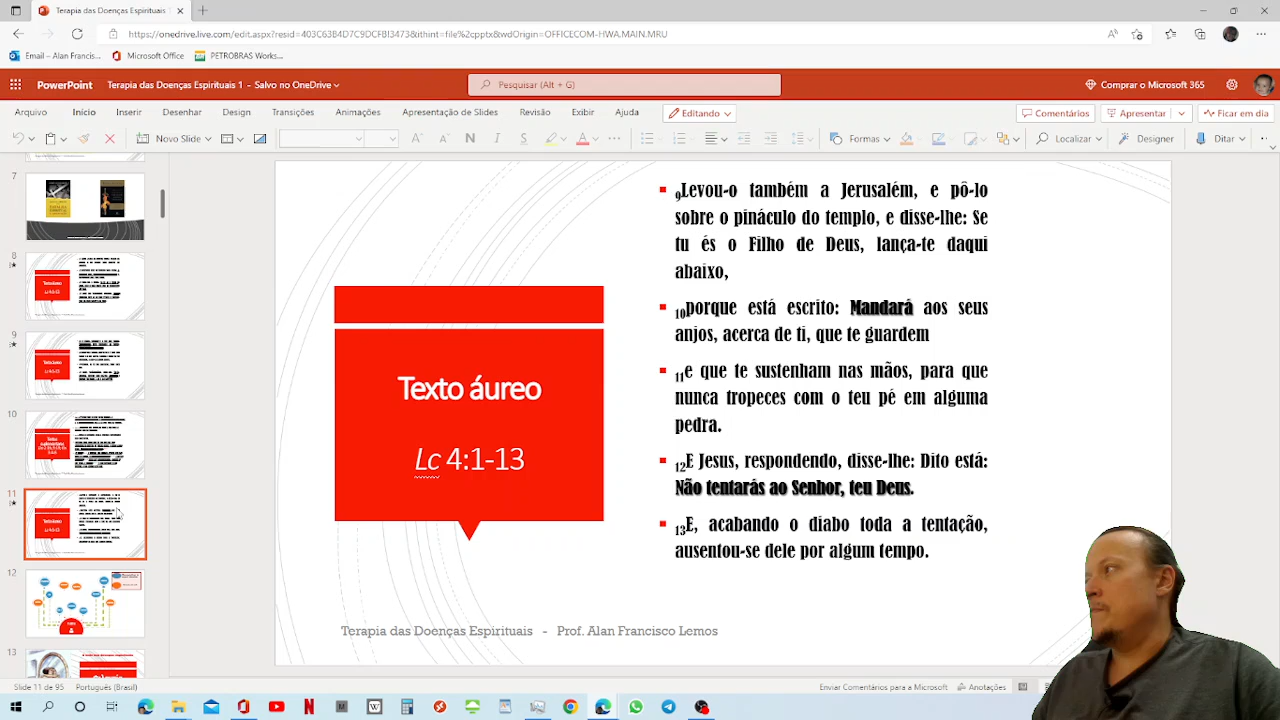 Terapia das Doenças Espirituais 1
https://onedrive.live.com/edit.aspx?resid=403C63B4D7C9DCFB!3473&ithint=file%2cpptx&wdOrigin=OFFICECOM-HWA.MAIN.MRU
Email – Alan Francis...
Microsoft Office
PETROBRAS Works...
PowerPoint
Terapia das Doenças Espirituais 1 - Salvo no OneDrive
Pesquisar (Alt + G)
Comprar o Microsoft 365
Arquivo Início Inserir Desenhar Design Transições Animações Apresentação de Slides Revisão Exibir Ajuda
Editando
Comentários
Apresentar
Ficar em dia
Novo Slide
N I S
Formas
Localizar
Designer
Ditar
7
9
10
11
12
13
Texto áureo
Lc 4:1-13
9Levou-o também a Jerusalém, e pô-lo
sobre o pináculo do templo, e disse-lhe: Se
tu és o Filho de Deus, lança-te daqui
abaixo,
10porque está escrito: Mandará aos seus
anjos, acerca de ti, que te guardem
11e que te sustenham nas mãos, para que
nunca tropeces com o teu pé em alguma
pedra.
12E Jesus, respondendo, disse-lhe: Dito está:
Não tentarás ao Senhor, teu Deus.
13E, acabando o diabo toda a tentação,
ausentou-se dele por algum tempo.
Terapia das Doenças Espirituais - Prof. Alan Francisco Lemos
Slide 11 de 95
Português (Brasil)
Enviar Comentários para a Microsoft
Anotações